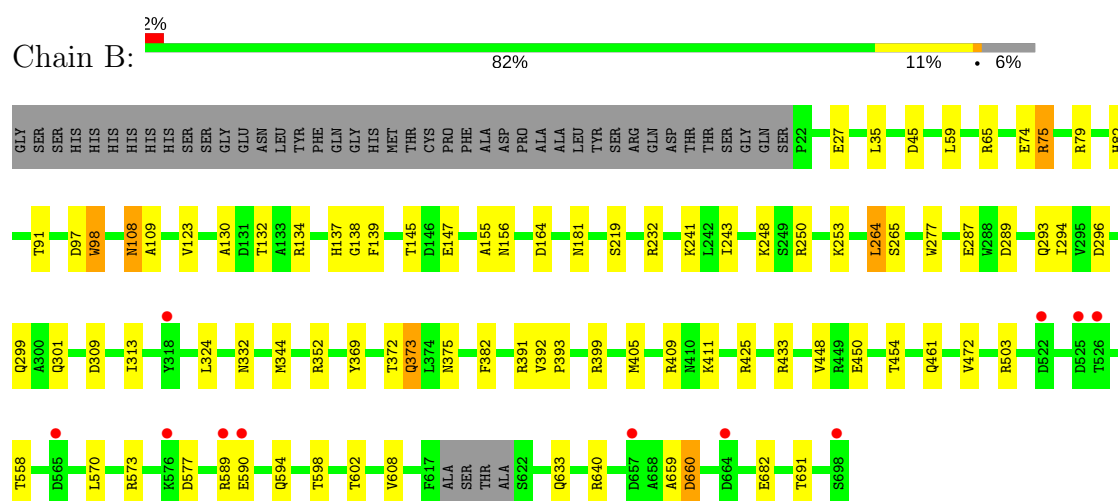 2%
Chain B:
82% 11% • 6%
GLY SER SER HIS HIS HIS HIS HIS HIS SER SER GLY GLU ASN LEU TYR PHE GLN GLY HIS MET THR CYS PRO PHE ALA ASP PRO ALA ALA LEU TYR SER ARG GLN ASP THR THR SER GLY GLN SER P22 E27 L35 D45 L59 R65 E74 R75 R79 H82
T91 D97 W98 N108 A109 V123 A130 D131 T132 A133 R134 H137 G138 F139 T145 D146 E147 A155 N156 D164 N181 S219 R232 K241 L242 I243 K248 S249 R250 K253 L264 S265 W277 E287 W288 D289 Q293 I294 V295 D296
Q299 A300 Q301 D309 I313 Y318 L324 N332 M344 R352 Y369 T372 Q373 L374 N375 F382 R391 V392 P393 R399 M405 R409 N410 K411 R425 R433 V448 R449 E450 T454 Q461 V472 R503 D522 D525 T526
T558 D565 L570 R573 K576 D577 R589 E590 Q594 T598 T602 V608 F617 ALA SER THR ALA S622 Q633 R640 D657 A658 A659 D660 D664 E682 T691 S698